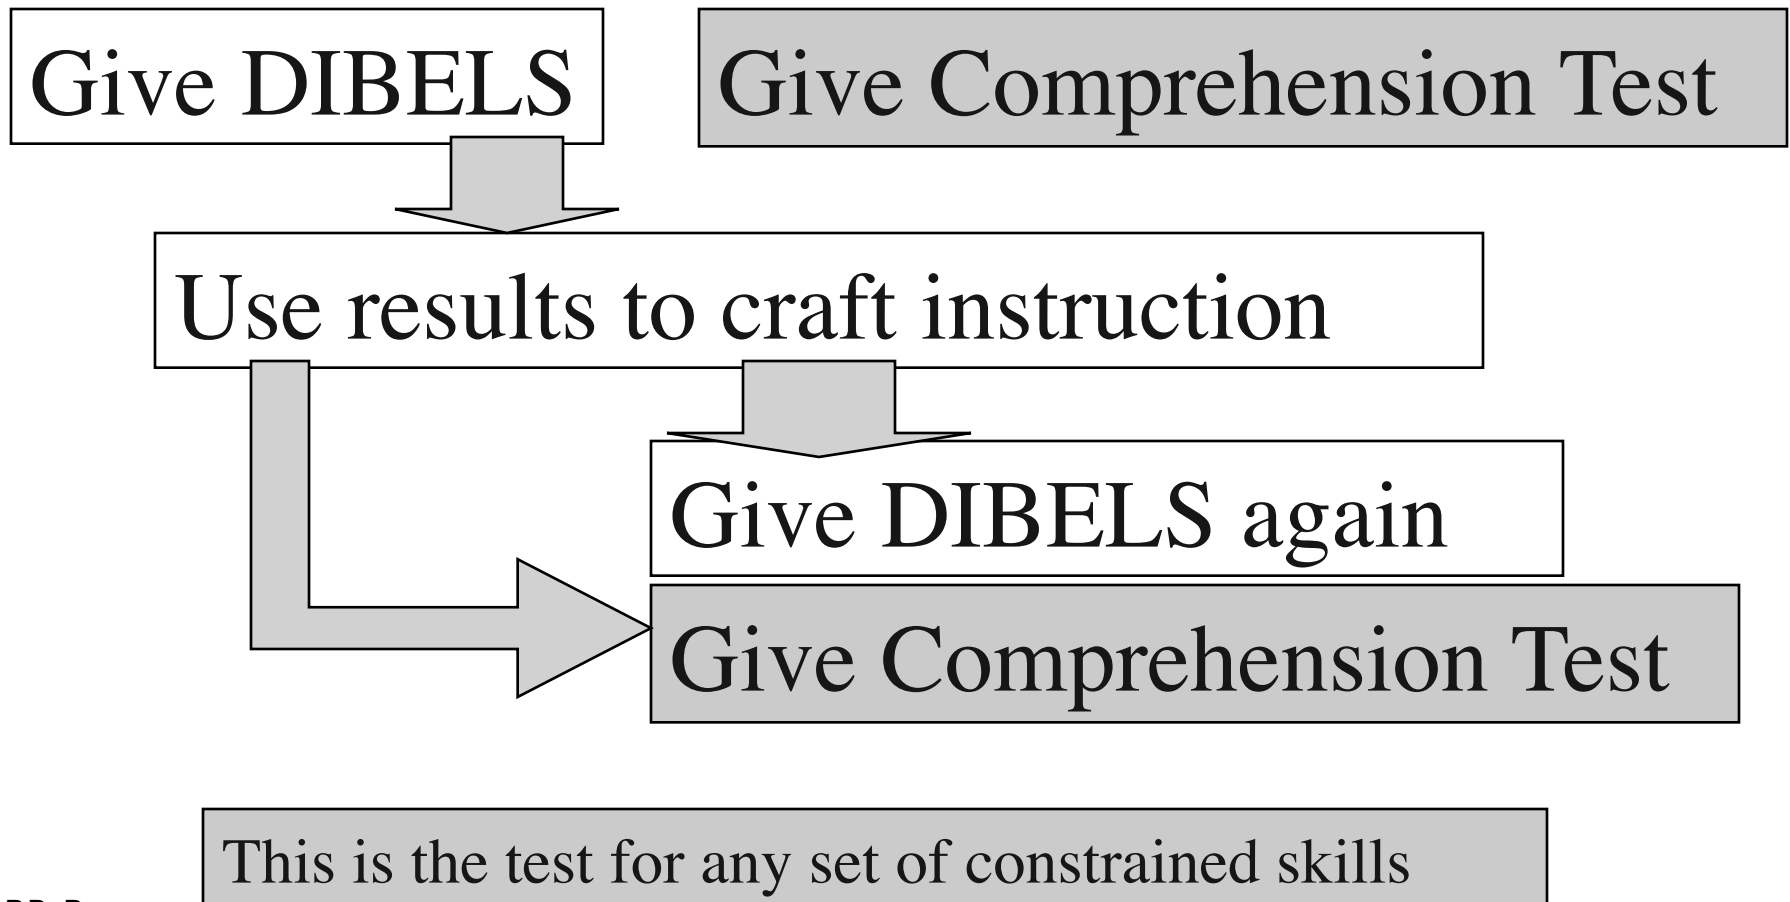 Give DIBELS
Give Comprehension Test
Use results to craft instruction
Give DIBELS again
Give Comprehension Test
This is the test for any set of constrained skills